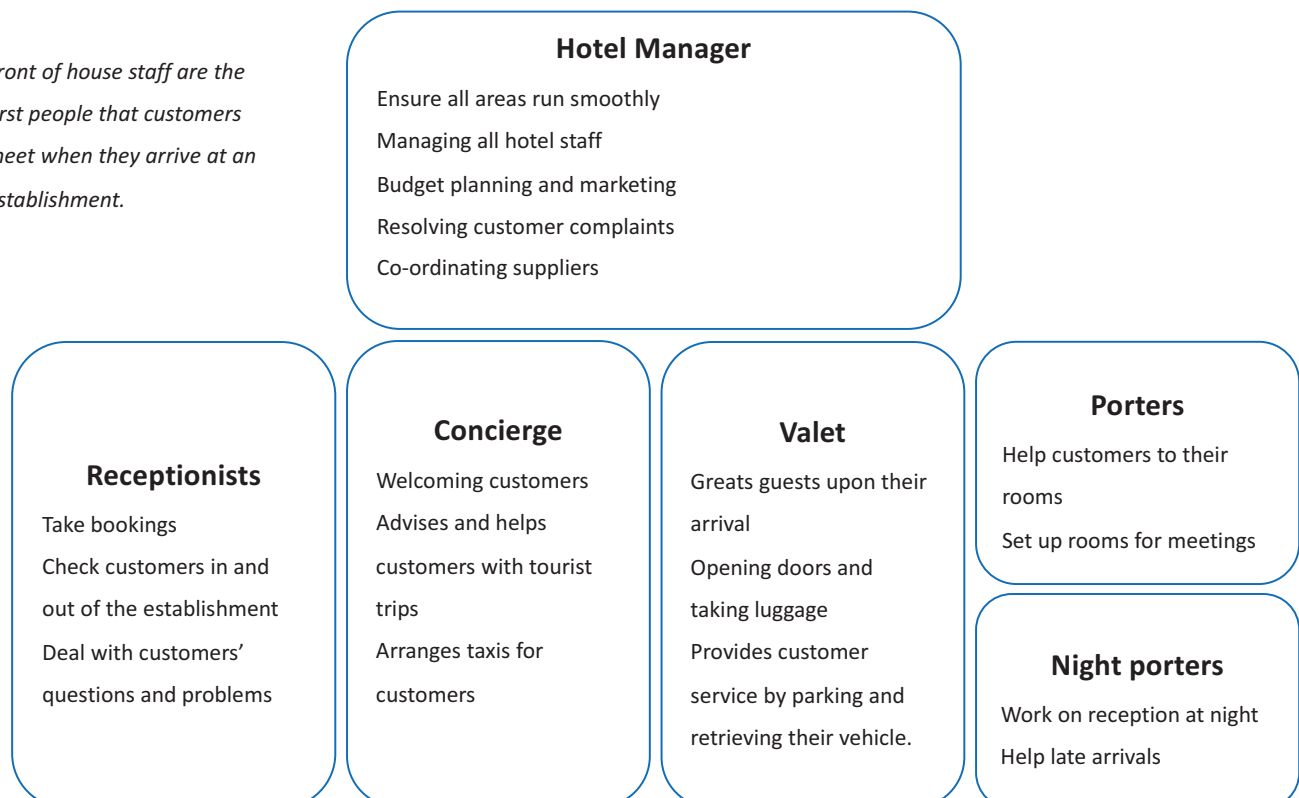 ront of house staff are the
rst people that customers
neet when they arrive at an
stablishment.
Hotel Manager
Ensure all areas run smoothly
Managing all hotel staff
Budget planning and marketing
Resolving customer complaints
Co-ordinating suppliers
Receptionists
Take bookings
Check customers in and
out of the establishment
Deal with customers’
questions and problems
Concierge
Welcoming customers
Advises and helps
customers with tourist
trips
Arranges taxis for
customers
Valet
Greats guests upon their
arrival
Opening doors and
taking luggage
Provides customer
service by parking and
retrieving their vehicle.
Porters
Help customers to their
rooms
Set up rooms for meetings
Night porters
Work on reception at night
Help late arrivals